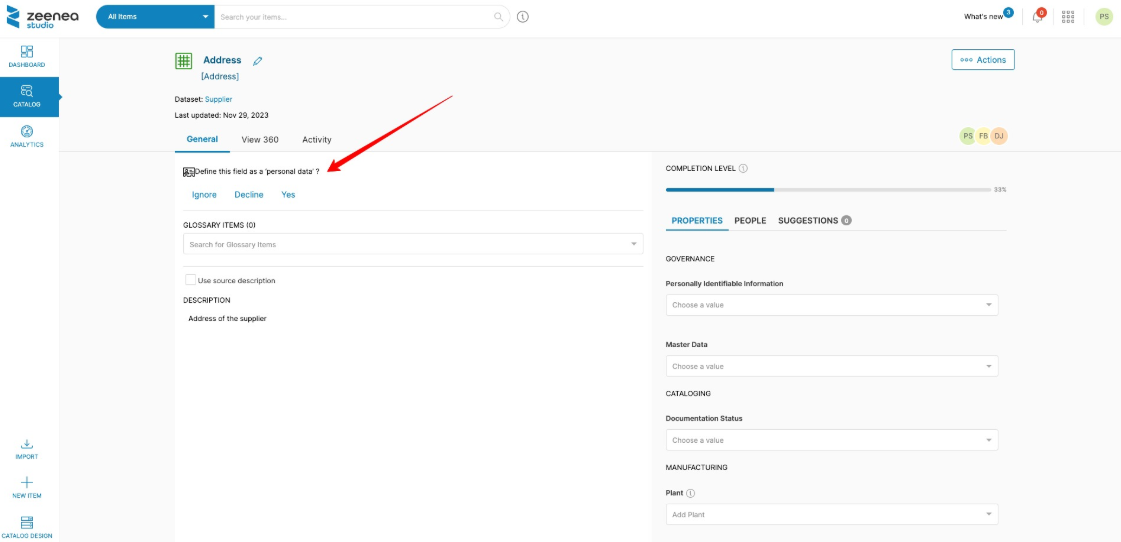 zeenea
studio
All Items
Search your items...
What's new
3
0
PS
DASHBOARD
CATALOG
ANALYTICS
IMPORT
NEW ITEM
CATALOG DESIGN
Address
[Address]
Actions
Dataset: Supplier
Last updated: Nov 29, 2023
General View 360 Activity
PS FB DJ
Define this field as a 'personal data' ?
Ignore Decline Yes
GLOSSARY ITEMS (0)
Search for Glossary Items
Use source description
DESCRIPTION
Address of the supplier
COMPLETION LEVEL
33%
PROPERTIES PEOPLE SUGGESTIONS 0
GOVERNANCE
Personally Identifiable Information
Choose a value
Master Data
Choose a value
CATALOGING
Documentation Status
Choose a value
MANUFACTURING
Plant
Add Plant